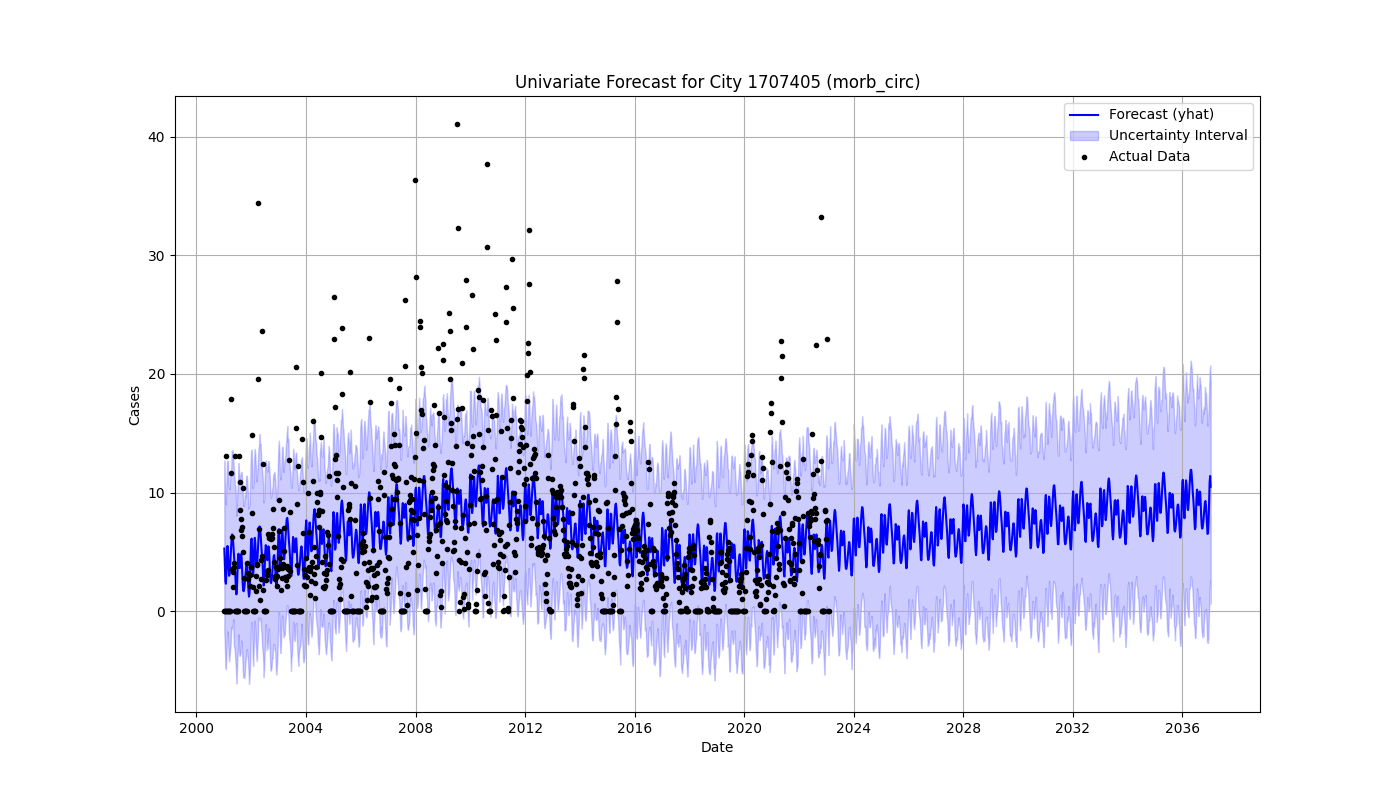 Univariate Forecast for City 1707405 (morb_circ)
Forecast (yhat)
Uncertainty Interval
Actual Data
Cases
40
30
20
10
0
2000 2004 2008 2012 2016 2020 2024 2028 2032 2036
Date